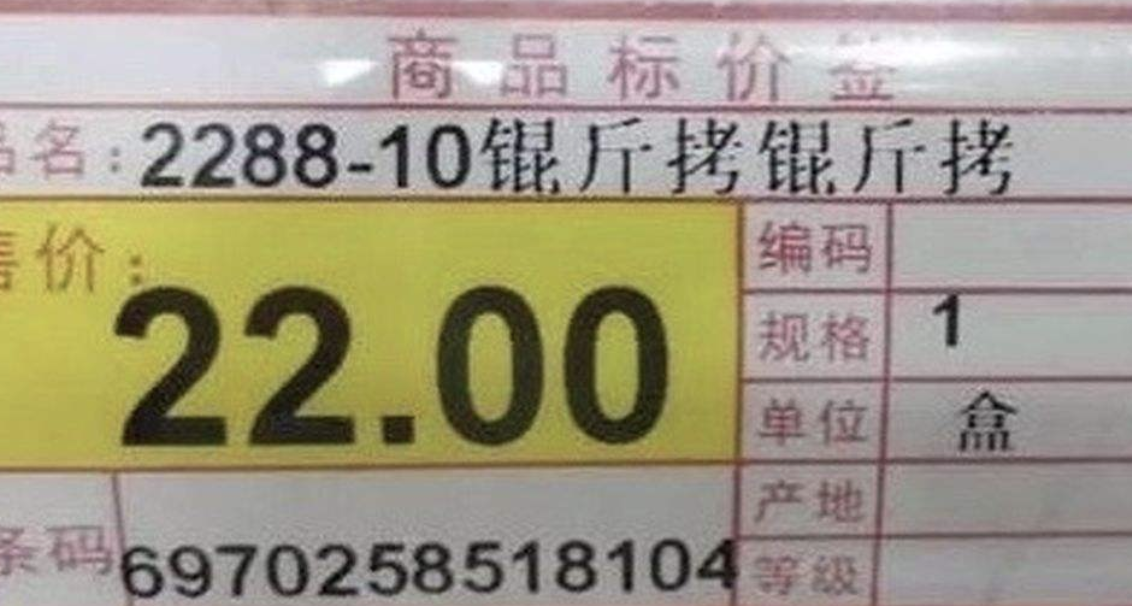 商品标价签
品名:2288-10锟斤拷锟斤拷
售价:
22.00
编码
规格 1
单位 盒
产地
条码 6970258518104
等级